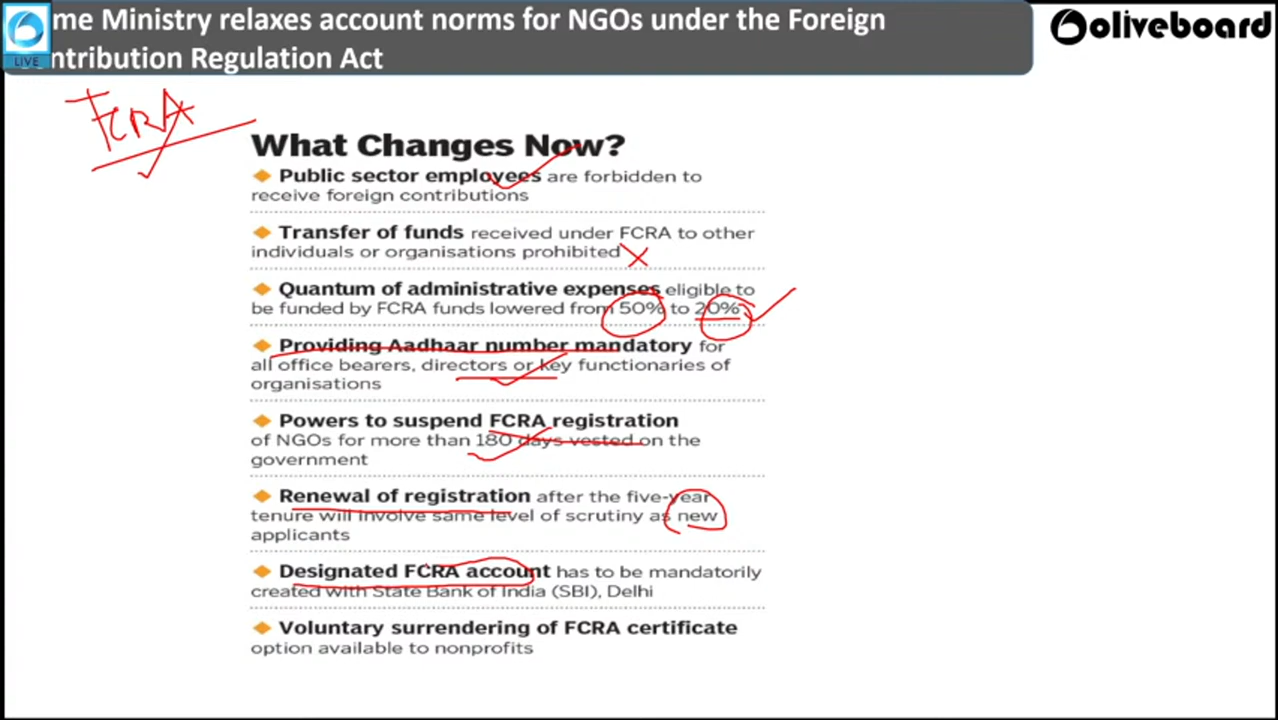 me Ministry relaxes account norms for NGOs under the Foreign
ntribution Regulation Act
LIVE
oliveboard
FCRA
What Changes Now?
Public sector employees are forbidden to
receive foreign contributions
Transfer of funds received under FCRA to other
individuals or organisations prohibited
Quantum of administrative expenses eligible to
be funded by FCRA funds lowered from 50% to 20%
Providing Aadhaar number mandatory for
all office bearers, directors or key functionaries of
organisations
Powers to suspend FCRA registration
of NGOs for more than 180 days vested on the
government
Renewal of registration after the five-year
tenure will involve same level of scrutiny as new
applicants
Designated FCRA account has to be mandatorily
created with State Bank of India (SBI), Delhi
Voluntary surrendering of FCRA certificate
option available to nonprofits